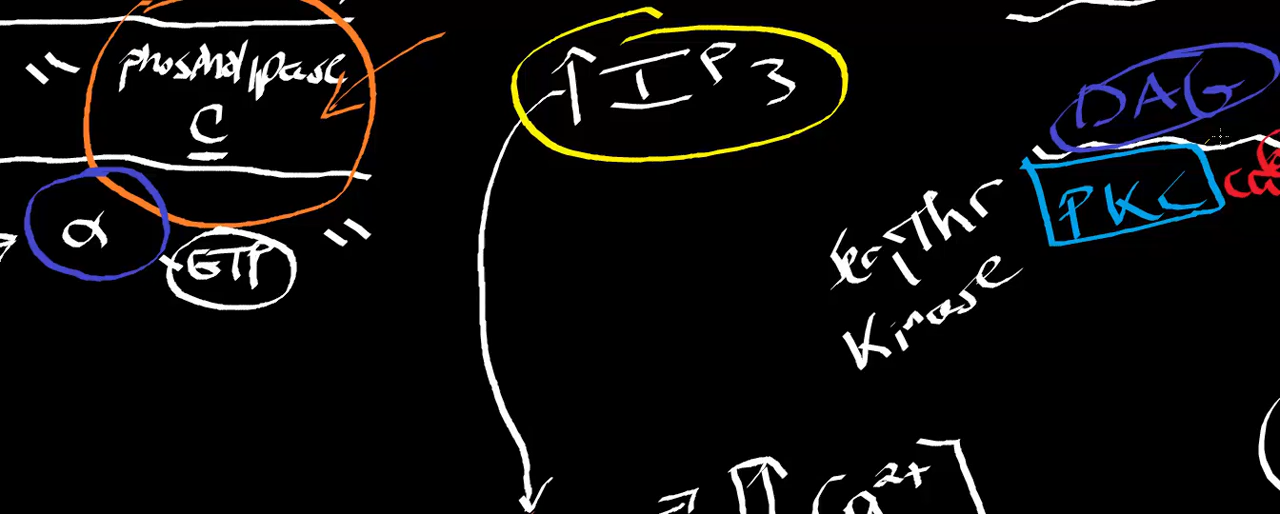 phospholipase
C
α
GTP
↑IP3
DAG
PKC
Ser/Thr
Kinase
= ⇑ [Ca2+]